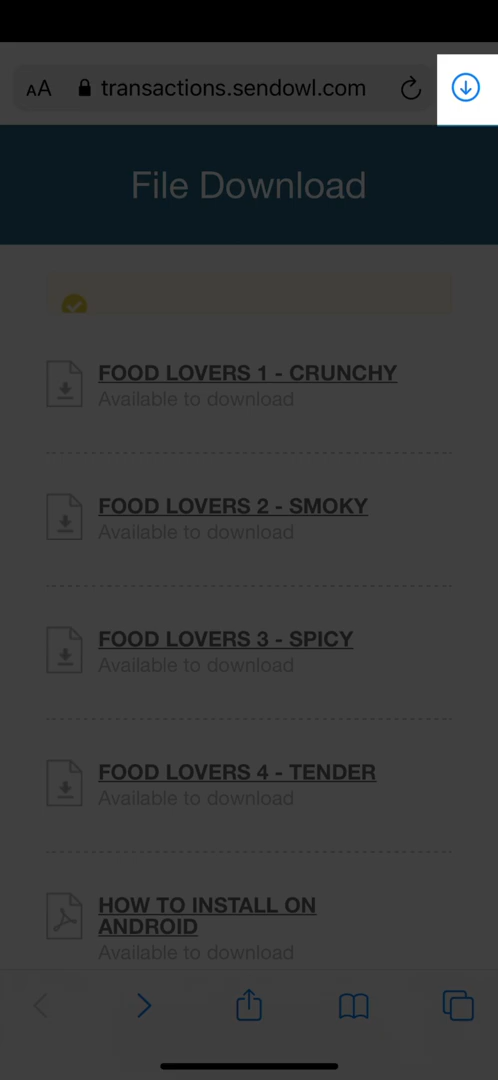 AA transactions.sendowl.com
File Download
FOOD LOVERS 1 - CRUNCHY
Available to download
FOOD LOVERS 2 - SMOKY
Available to download
FOOD LOVERS 3 - SPICY
Available to download
FOOD LOVERS 4 - TENDER
Available to download
HOW TO INSTALL ON
ANDROID
Available to download